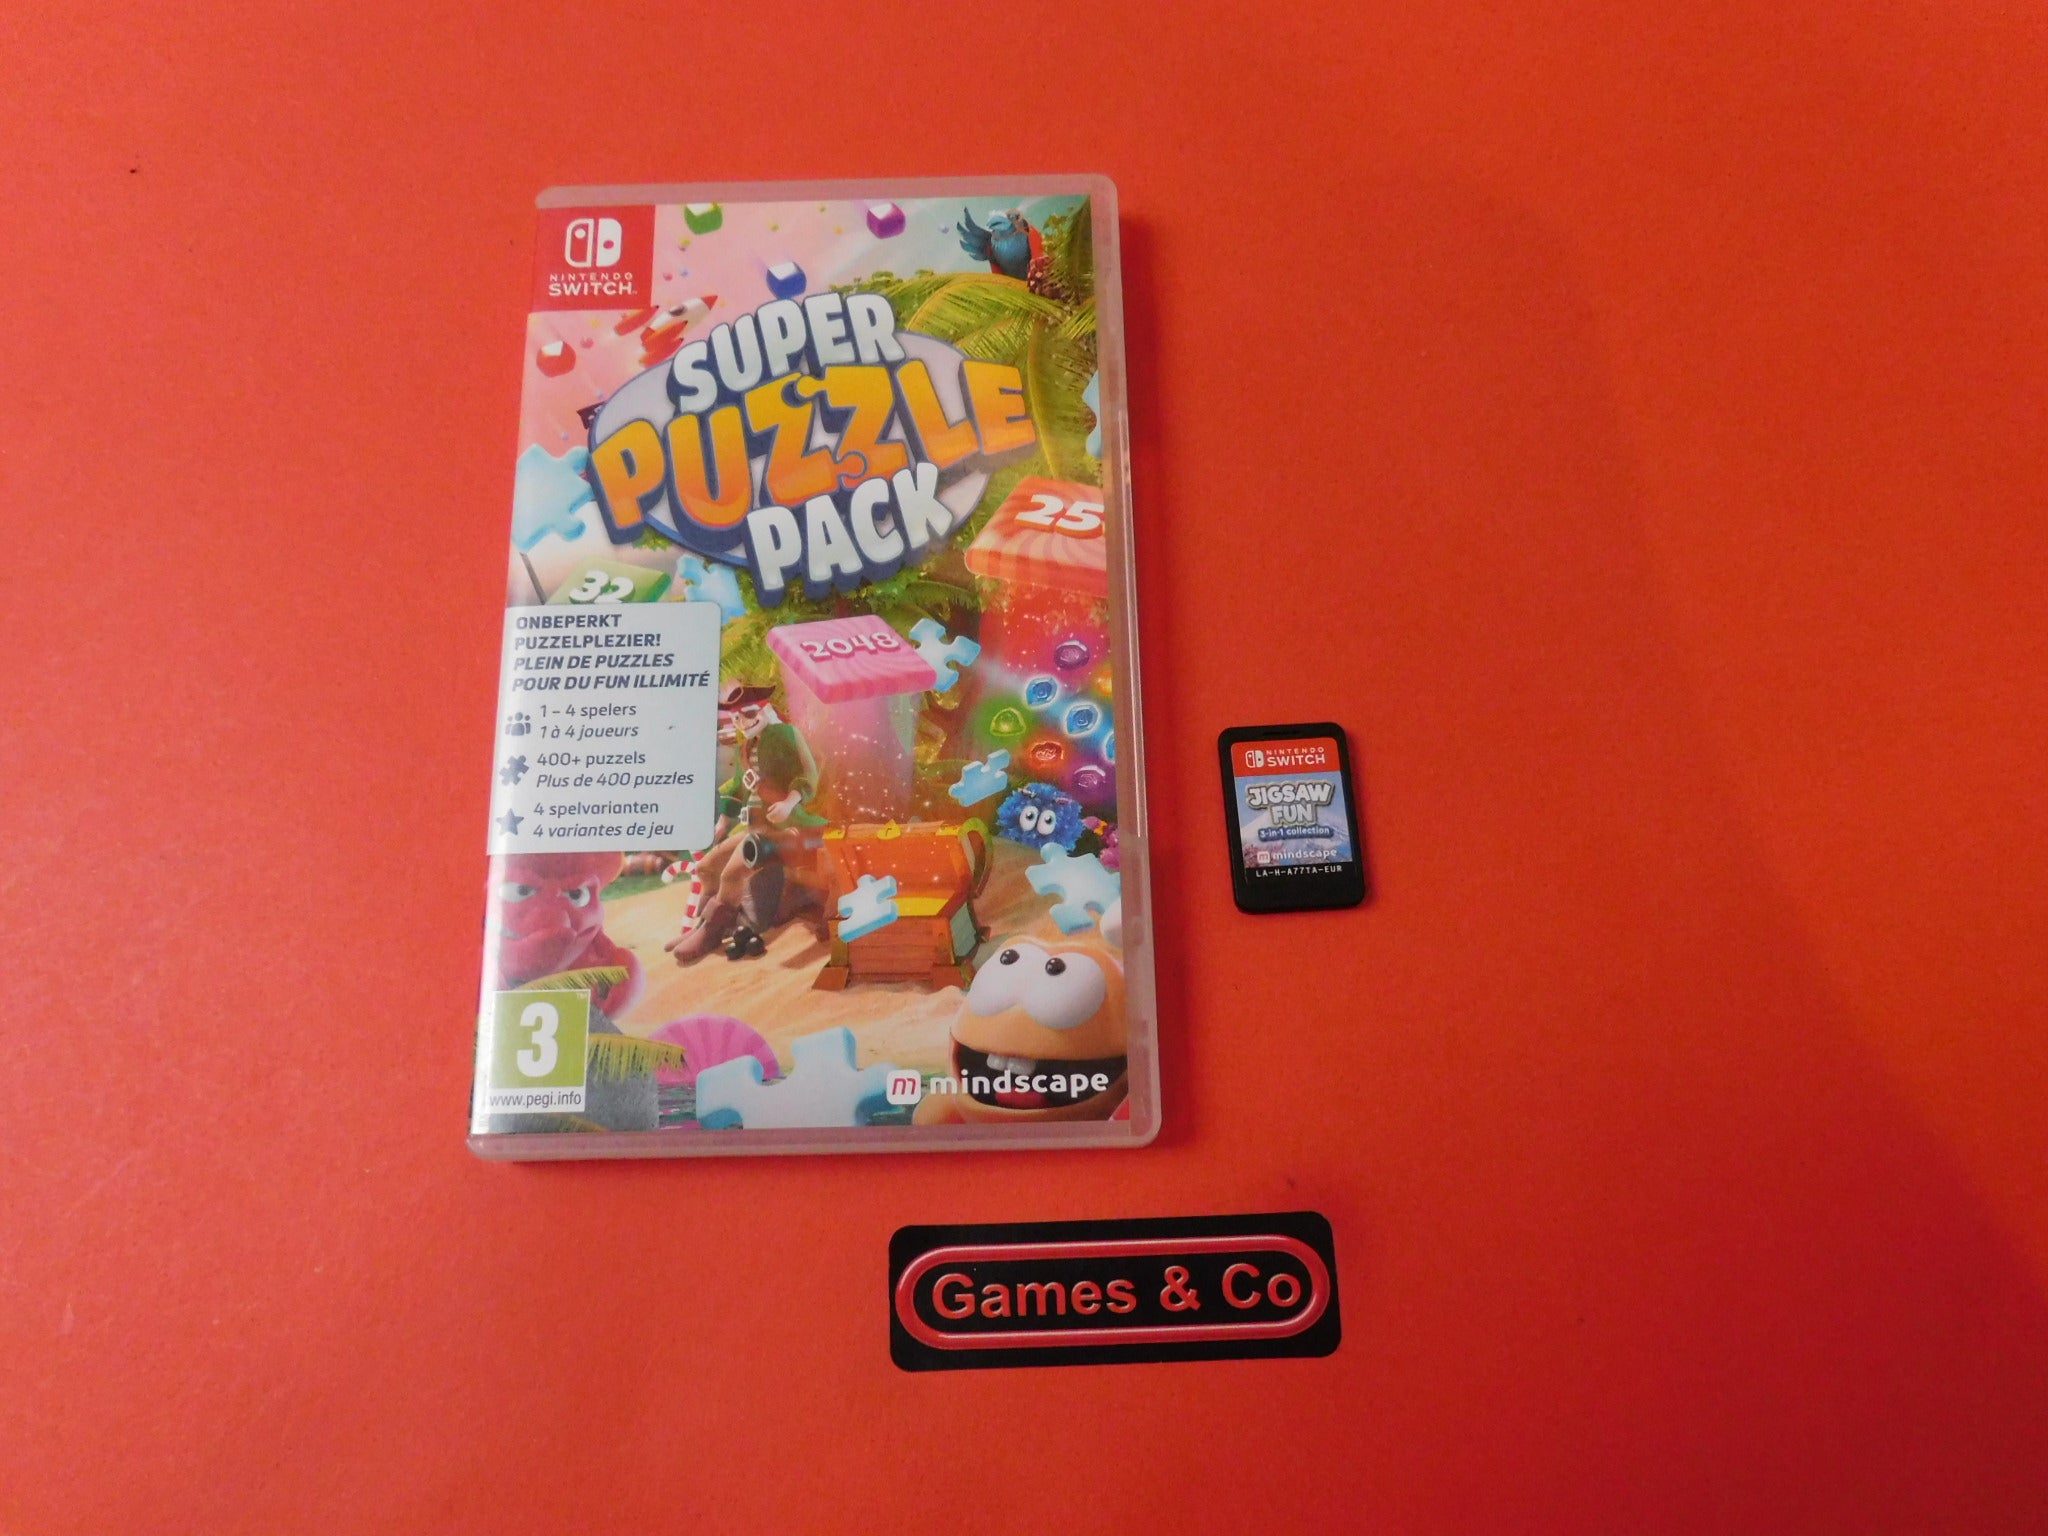 NINTENDO
SWITCH™
SUPER
PUZZLE
PACK
25
32
2048
ONBEPERKT
PUZZELPLEZIER!
PLEIN DE PUZZLES
POUR DU FUN ILLIMITÉ
1 – 4 spelers
1 à 4 joueurs
400+ puzzels
Plus de 400 puzzles
4 spelvarianten
4 variantes de jeu
3
™
www.pegi.info
m mindscape
NINTENDO
SWITCH
JIGSAW
FUN
3-in-1 collection
m mindscape
LA-H-A77TA-EUR
Games & Co